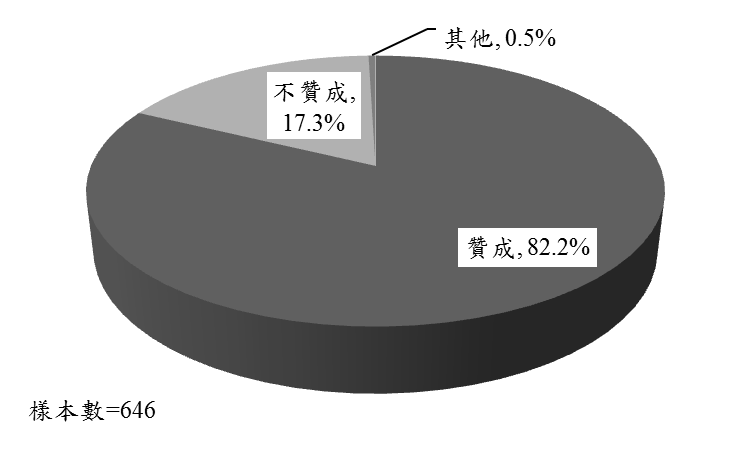 其他, 0.5%
不贊成,
17.3%
贊成, 82.2%
樣本數=646